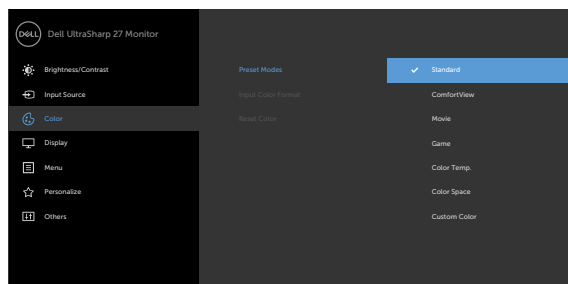 DELL Dell UltraSharp 27 Monitor
Brightness/Contrast Preset Modes Standard
Input Source Input Color Format ComfortView
Color Reset Color Movie
Display Game
Menu Color Temp.
Personalize Color Space
Others Custom Color